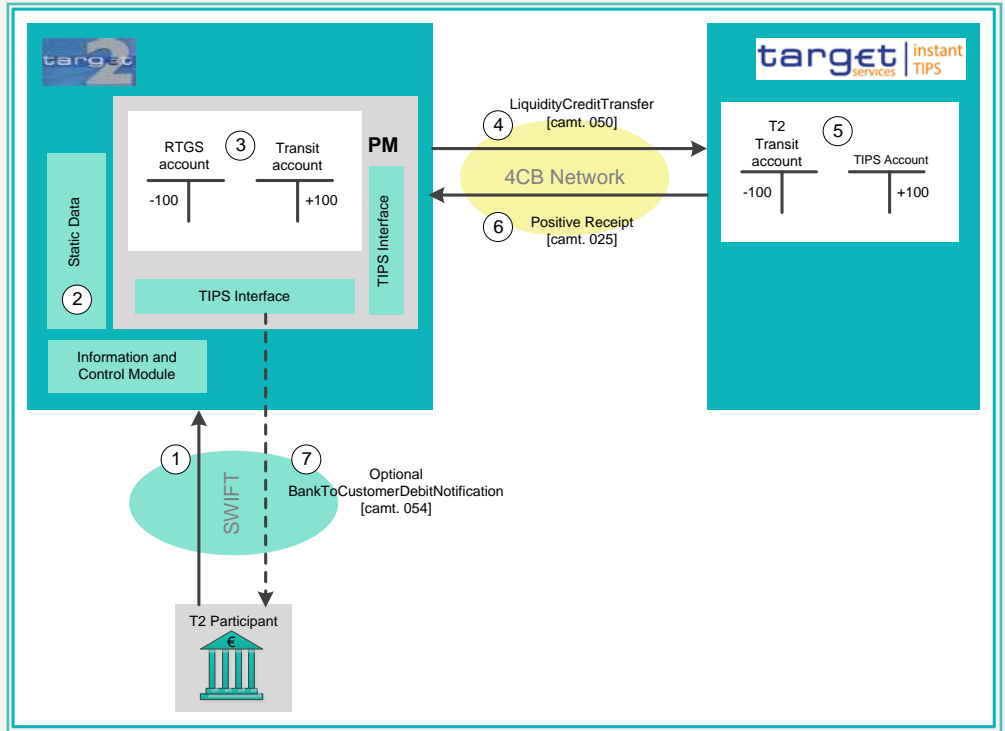 target
2
RTGS
account
3
Transit
account
-100
+100
PM
Static Data
2
TIPS Interface
TIPS Interface
Information and
Control Module
LiquidityCreditTransfer
[camt. 050]
4
4CB Network
6
Positive Receipt
[camt. 025]
target
services
instant
TIPS
T2
Transit
account
5
TIPS Account
-100
+100
1
7
SWIFT
Optional
BankToCustomerDebitNotification
[camt. 054]
T2 Participant
€